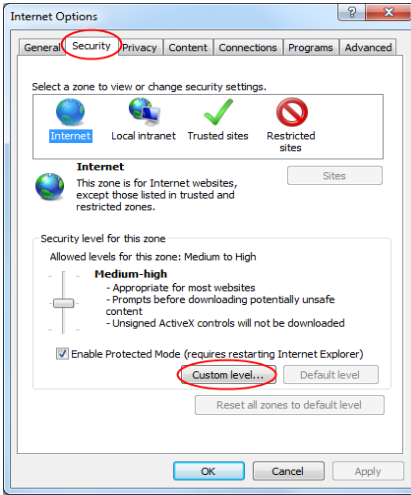 Internet Options
General Security Privacy Content Connections Programs Advanced
Select a zone to view or change security settings.
Internet Local intranet Trusted sites Restricted
sites
Internet
This zone is for Internet websites,
except those listed in trusted and
restricted zones.
Sites
Security level for this zone
Allowed levels for this zone: Medium to High
Medium-high
- Appropriate for most websites
- Prompts before downloading potentially unsafe
content
- Unsigned ActiveX controls will not be downloaded
Enable Protected Mode (requires restarting Internet Explorer)
Custom level... Default level
Reset all zones to default level
OK Cancel Apply